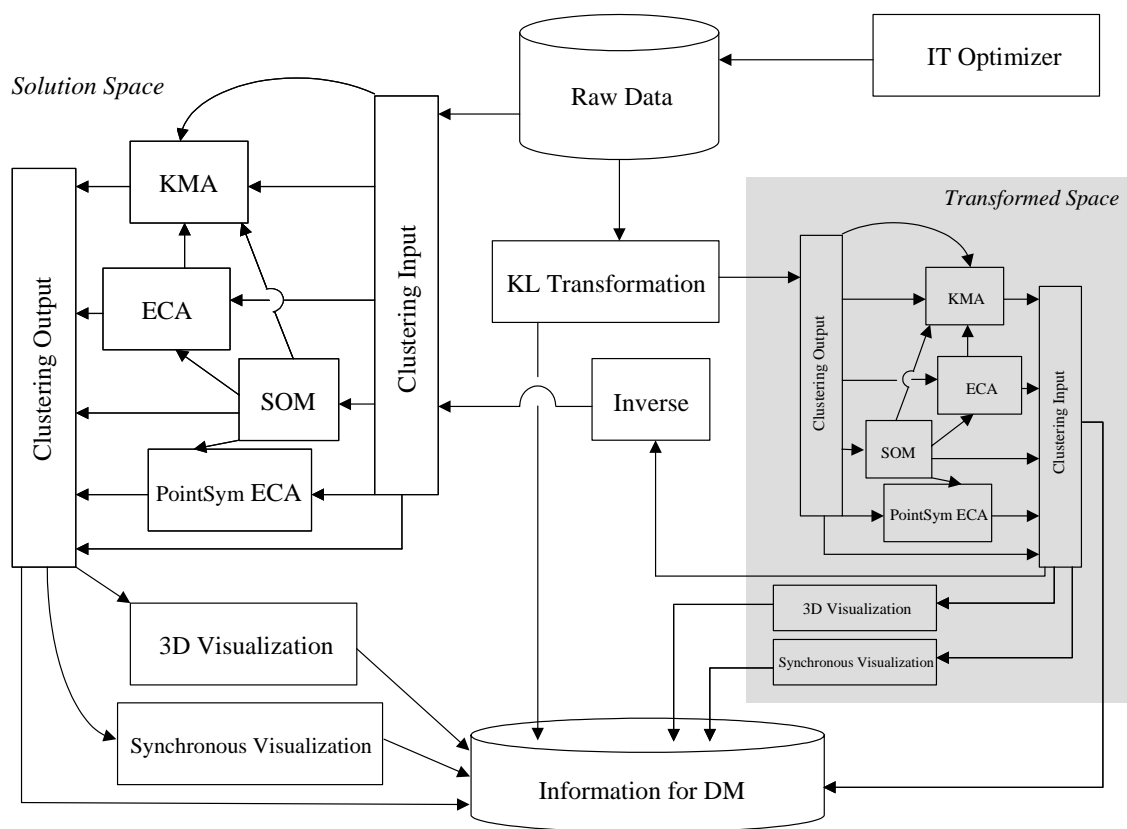 IT Optimizer
Raw Data
Solution Space
KMA
ECA
SOM
PointSym ECA
Clustering Output
Clustering Input
KL Transformation
Inverse
Transformed Space
Clustering Output
KMA
ECA
SOM
PointSym ECA
Clustering Input
3D Visualization
Synchronous Visualization
3D Visualization
Synchronous Visualization
Information for DM